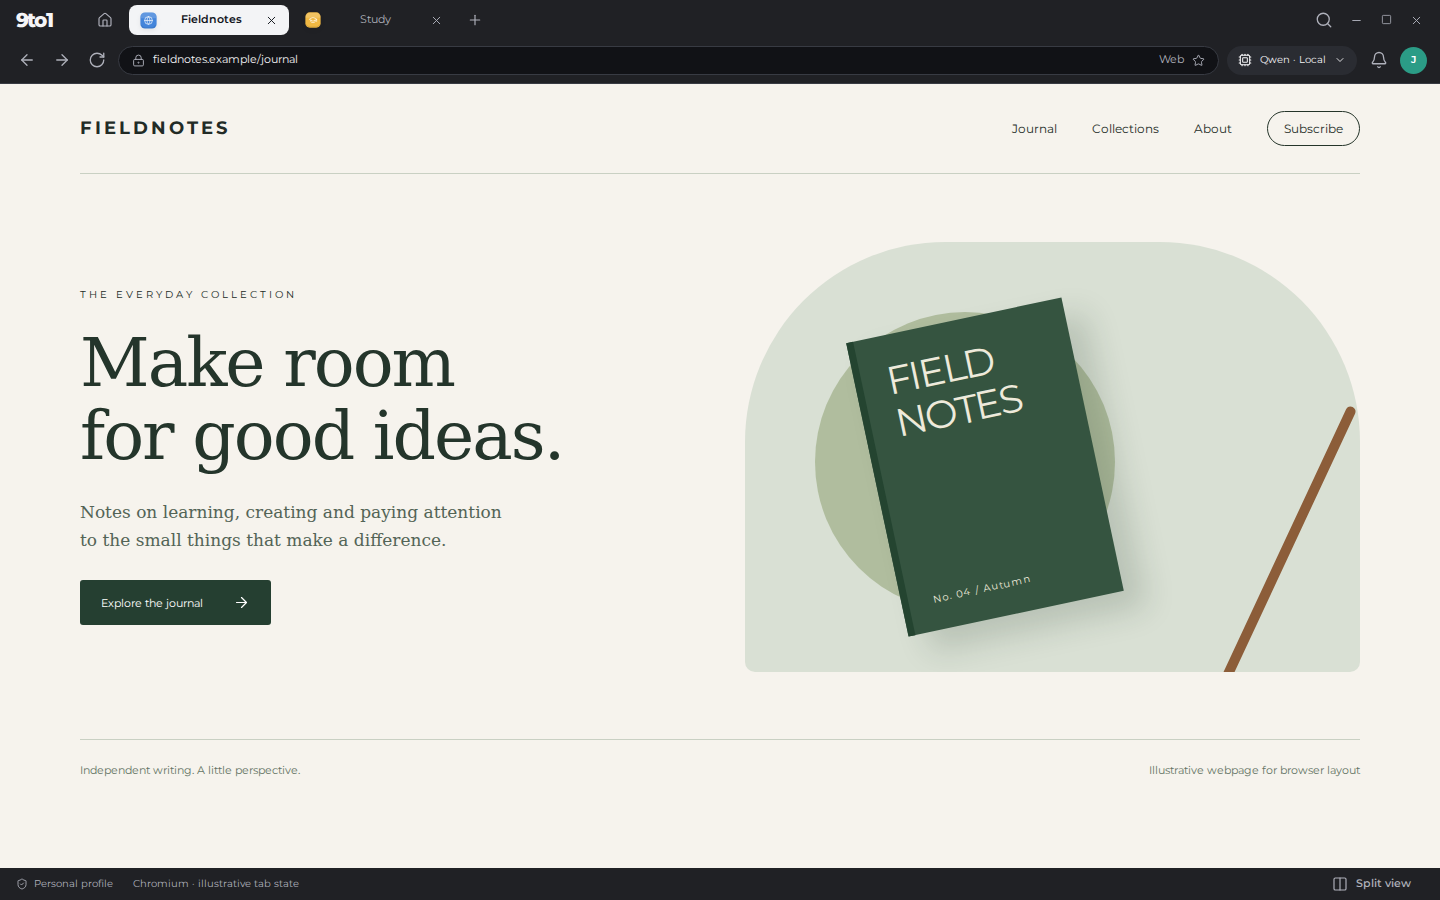 9to1
Fieldnotes
Study
fieldnotes.example/journal
Web
Qwen · Local
J
FIELDNOTES
Journal
Collections
About
Subscribe
THE EVERYDAY COLLECTION
Make room
for good ideas.
Notes on learning, creating and paying attention
to the small things that make a difference.
Explore the journal
FIELD
NOTES
No. 04 / Autumn
Independent writing. A little perspective.
Illustrative webpage for browser layout
Personal profile
Chromium · illustrative tab state
Split view